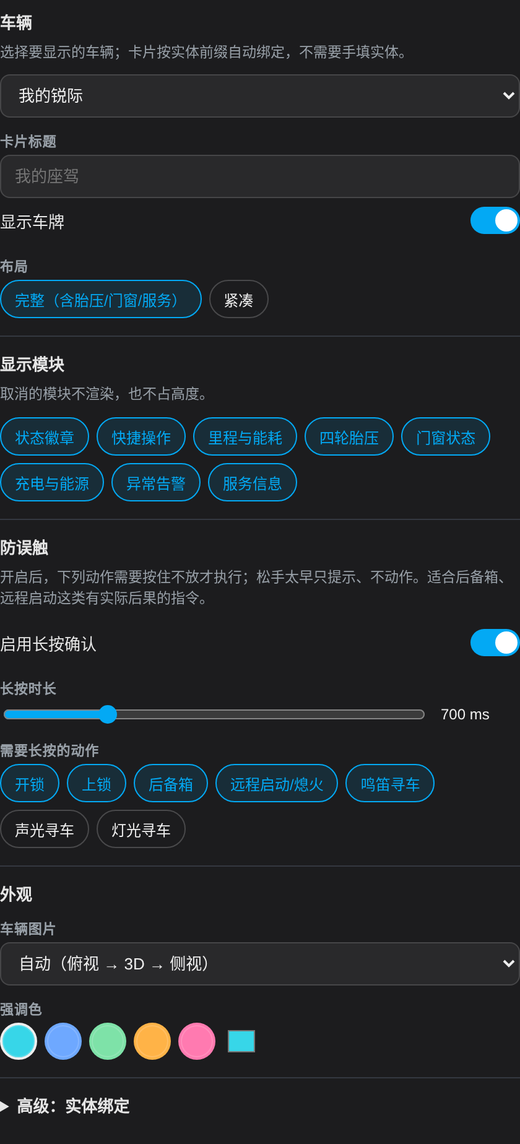 车辆
选择要显示的车辆；卡片按实体前缀自动绑定，不需要手填实体。
我的锐际
卡片标题
我的座驾
显示车牌
布局
完整（含胎压/门窗/服务） 紧凑
显示模块
取消的模块不渲染，也不占高度。
状态徽章 快捷操作 里程与能耗 四轮胎压 门窗状态
充电与能源 异常告警 服务信息
防误触
开启后，下列动作需要按住不放才执行；松手太早只提示、不动作。适合后备箱、
远程启动这类有实际后果的指令。
启用长按确认
长按时长
700 ms
需要长按的动作
开锁 上锁 后备箱 远程启动/熄火 鸣笛寻车
声光寻车 灯光寻车
外观
车辆图片
自动（俯视 → 3D → 侧视）
强调色
高级：实体绑定